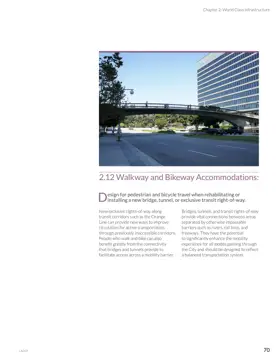 Chapter 2: World Class Infrastructure
2.12 Walkway and Bikeway Accommodations:
Design for pedestrian and bicycle travel when rehabilitating or
installing a new bridge, tunnel, or exclusive transit right-of-way.
New exclusive rights-of-way along
transit corridors such as the Orange
Line can provide new ways to improve
circulation for active transportation,
through previously inaccessible corridors.
People who walk and bike can also
benefit greatly from the connectivity
that bridges and tunnels provide to
facilitate access across a mobility barrier.
Bridges, tunnels, and transit rights-of-way
provide vital connections between areas
separated by otherwise impassable
barriers such as rivers, rail lines, and
freeways. They have the potential
to significantly enhance the mobility
experience for all modes passing through
the City and should be designed to reflect
a balanced transportation system.
70